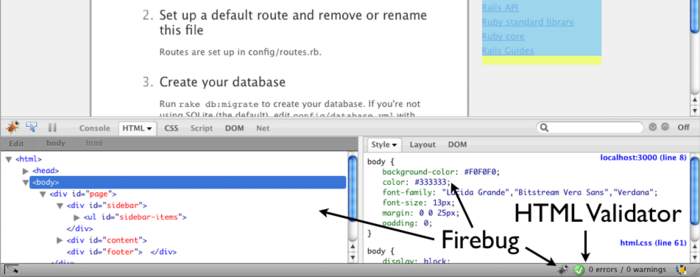 2. Set up a default route and remove or rename
this file
Routes are set up in config/routes.rb.
3. Create your database
Run rake db:migrate to create your database. If you're not
using SQLite (the default), edit config/database.yml with
Rails API
Ruby standard library
Ruby core
Rails Guides
Console HTML CSS Script DOM Net
Off
Edit body html
Style Layout DOM
<html>
<head>
<body>
<div id="page">
<div id="sidebar">
<ul id="sidebar-items">
</div>
<div id="content">
<div id="footer"> </div>
</div>
localhost:3000 (line 8)
body {
background-color: #F0F0F0;
color: #333333;
font-family: "Lucida Grande","Bitstream Vera Sans","Verdana";
font-size: 13px;
margin: 0 0 25px;
padding: 0;
}
html.css (line 61)
body {
display: block;
Firebug
HTML Validator
0 errors / 0 warnings